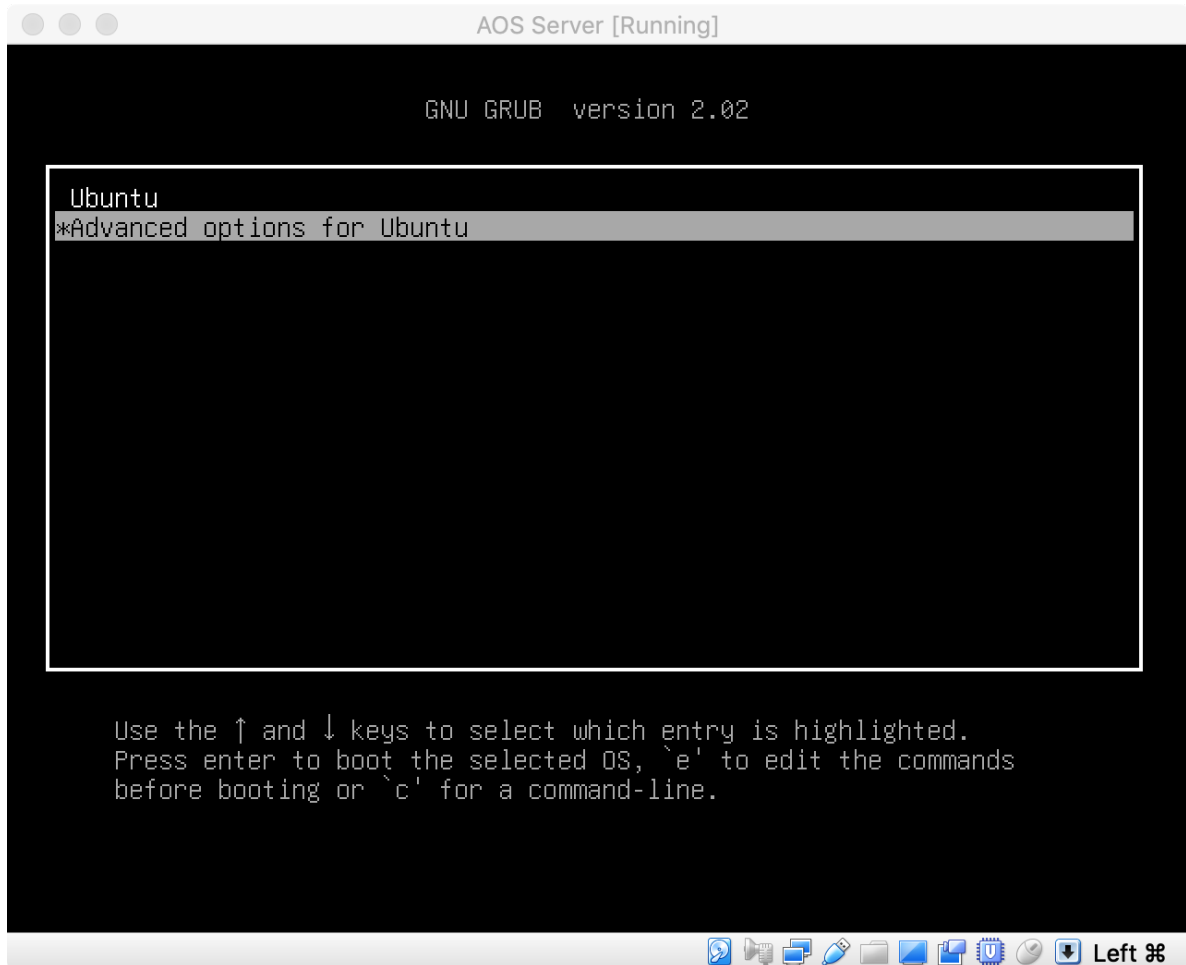 AOS Server [Running]
GNU GRUB  version 2.02
Ubuntu
*Advanced options for Ubuntu
Use the ↑ and ↓ keys to select which entry is highlighted.
Press enter to boot the selected OS, `e' to edit the commands
before booting or `c' for a command-line.
Left ⌘